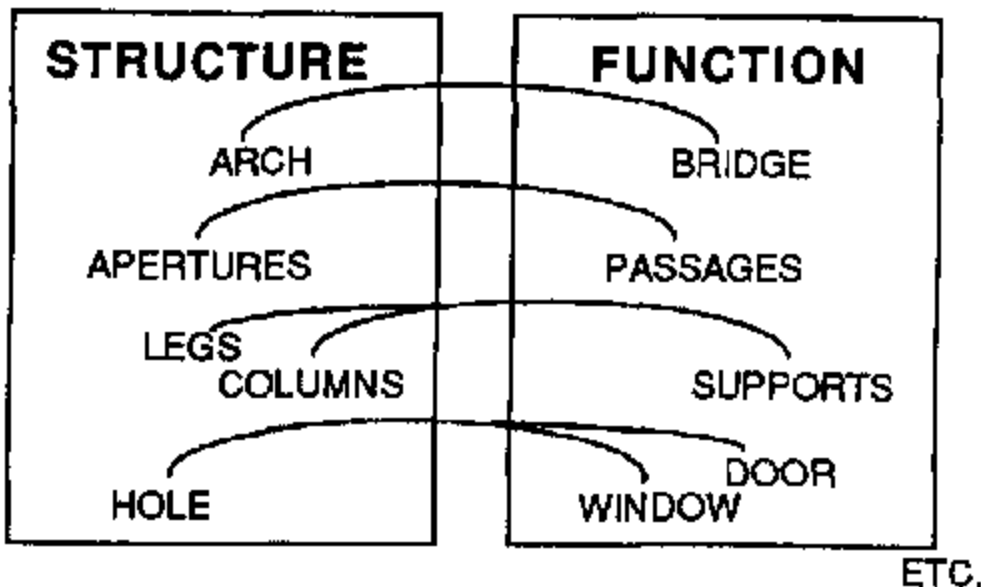 STRUCTURE
ARCH
APERTURES
LEGS
COLUMNS
HOLE
FUNCTION
BRIDGE
PASSAGES
SUPPORTS
DOOR
WINDOW
ETC.